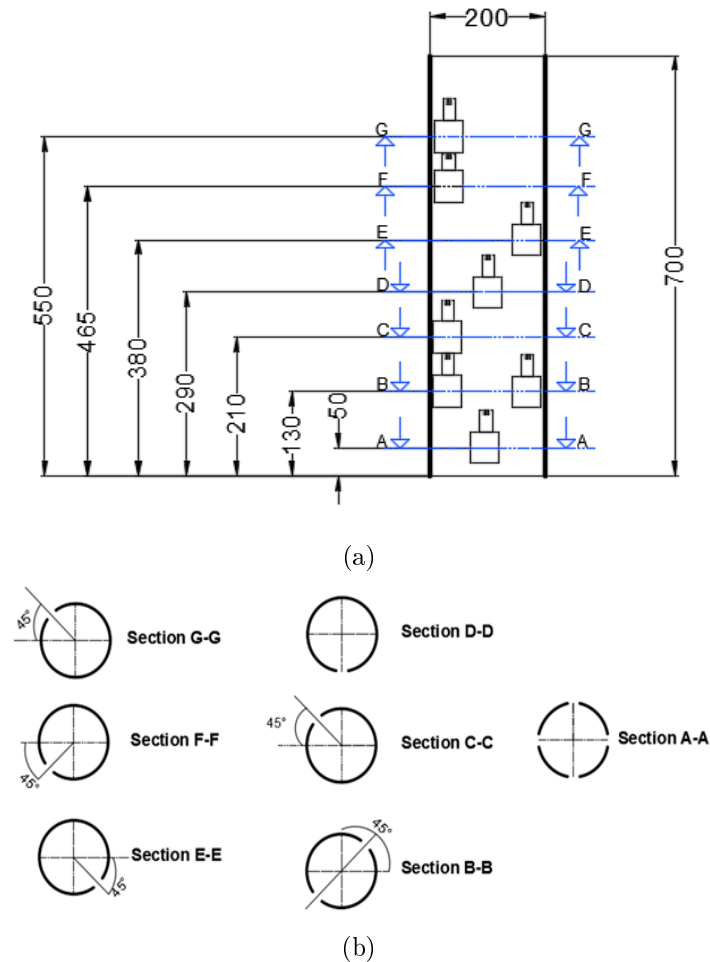 200
G G
F F
E E
D D
C C
B B
A A
550
465
380
290
210
130
50
700
(a)
45°
Section G-G
Section D-D
45°
Section F-F
45°
Section C-C
Section A-A
45°
Section E-E
45°
Section B-B
(b)